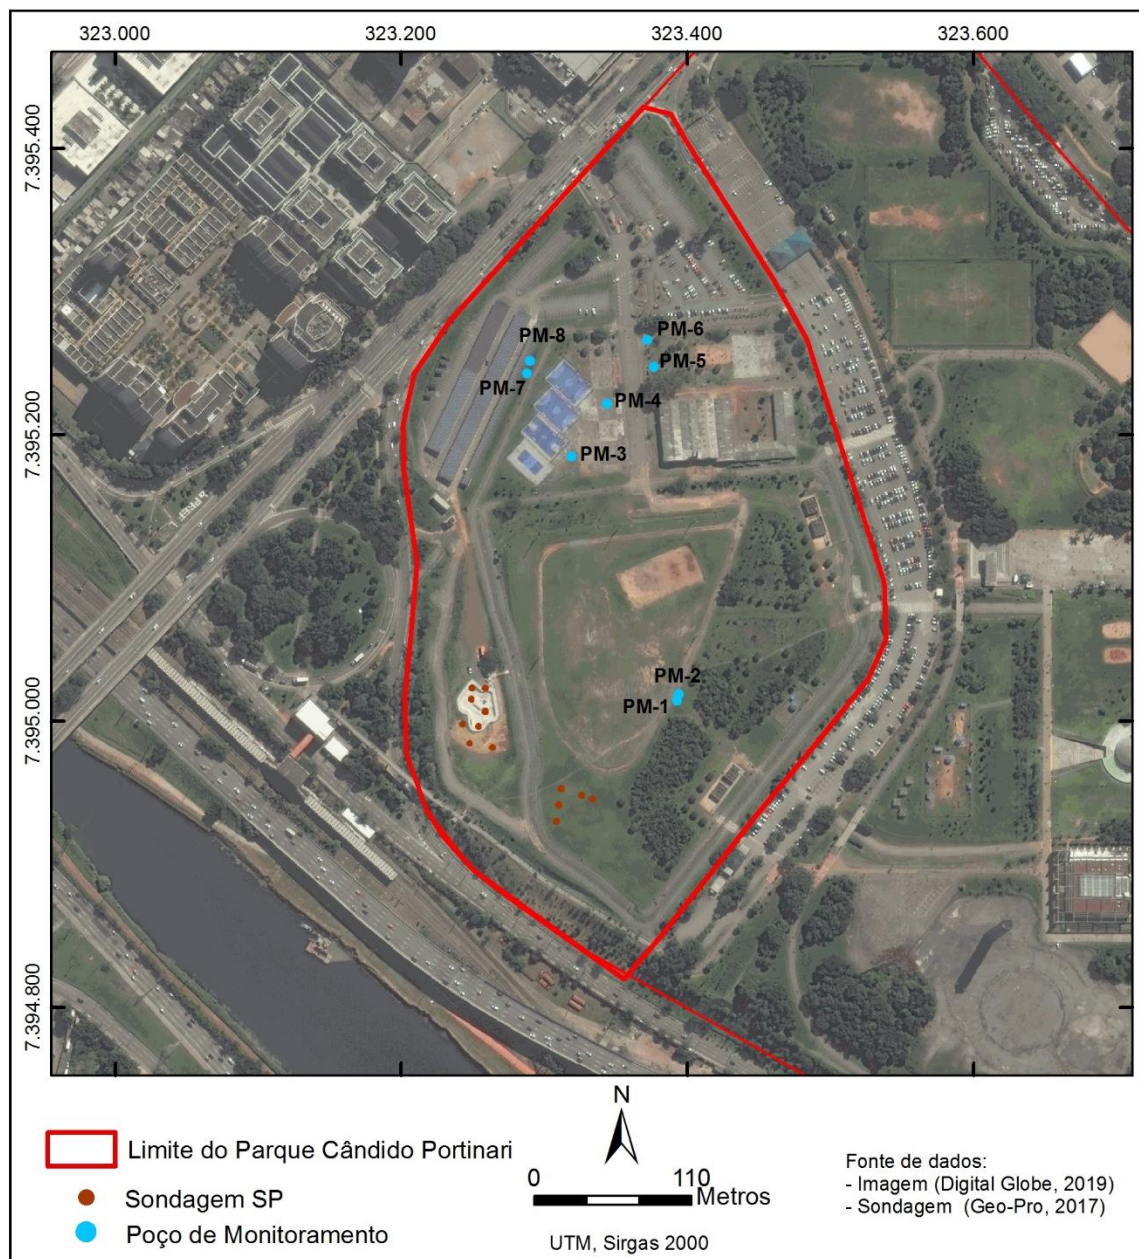 323.000 323.200 323.400 323.600
7.395.400
7.395.200
7.395.000
7.394.800
PM-8
PM-7
PM-6
PM-5
PM-4
PM-3
PM-2
PM-1
N
Limite do Parque Cândido Portinari
Sondagem SP
Poço de Monitoramento
0 110
Metros
UTM, Sirgas 2000
Fonte de dados:
- Imagem (Digital Globe, 2019)
- Sondagem (Geo-Pro, 2017)